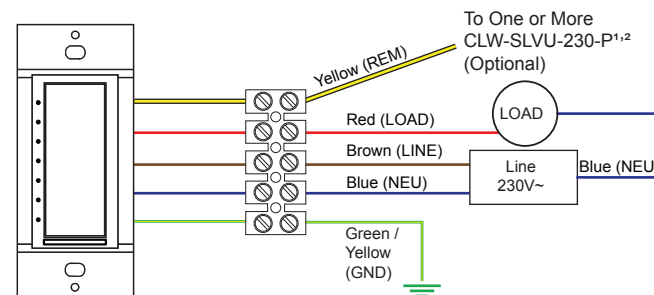 To One or More
CLW-SLVU-230-P¹·²
(Optional)
Yellow (REM)
Red (LOAD)
LOAD
Brown (LINE)
Line
230V~
Blue (NEU)
Blue (NEU
Green /
Yellow
(GND)